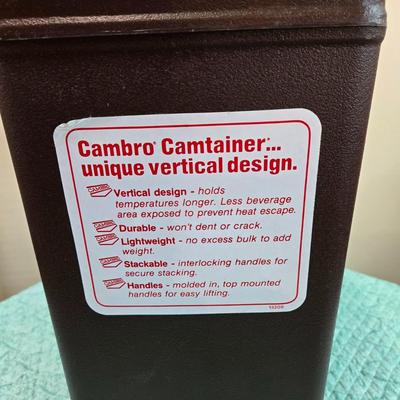 Cambro® Camtainer®...
unique vertical design.
Vertical design - holds
temperatures longer. Less beverage
area exposed to prevent heat escape.
Durable - won't dent or crack.
Lightweight - no excess bulk to add
weight.
Stackable - interlocking handles for
secure stacking.
Handles - molded in, top mounted
handles for easy lifting.